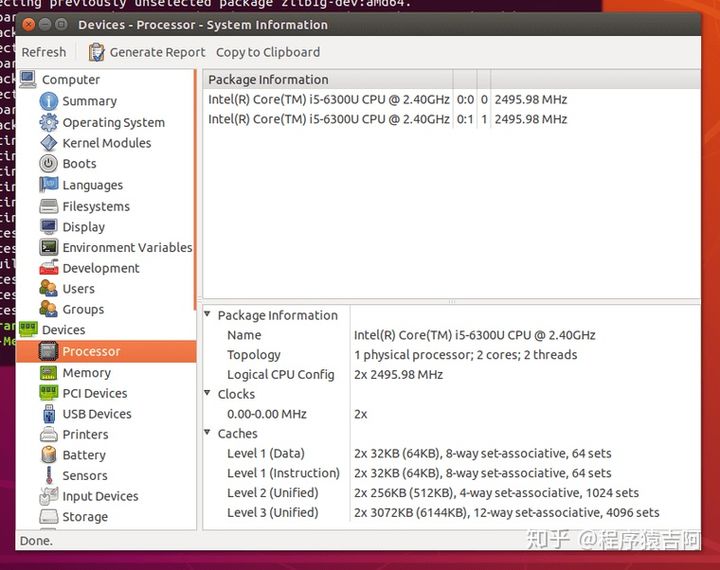 ecting previously unselected package zlib1g-dev:amd64.
Devices - Processor - System Information
Refresh
Generate Report
Copy to Clipboard
Computer
Summary
Operating System
Kernel Modules
Boots
Languages
Filesystems
Display
Environment Variables
Development
Users
Groups
Devices
Processor
Memory
PCI Devices
USB Devices
Printers
Battery
Sensors
Input Devices
Storage
Package Information
Intel(R) Core(TM) i5-6300U CPU @ 2.40GHz 0:0 0 2495.98 MHz
Intel(R) Core(TM) i5-6300U CPU @ 2.40GHz 0:1 1 2495.98 MHz
Package Information
Name Intel(R) Core(TM) i5-6300U CPU @ 2.40GHz
Topology 1 physical processor; 2 cores; 2 threads
Logical CPU Config 2x 2495.98 MHz
Clocks
0.00-0.00 MHz 2x
Caches
Level 1 (Data) 2x 32KB (64KB), 8-way set-associative, 64 sets
Level 1 (Instruction) 2x 32KB (64KB), 8-way set-associative, 64 sets
Level 2 (Unified) 2x 256KB (512KB), 4-way set-associative, 1024 sets
Level 3 (Unified) 2x 3072KB (6144KB), 12-way set-associative, 4096 sets
Done.
知乎 @程序猿吉阿